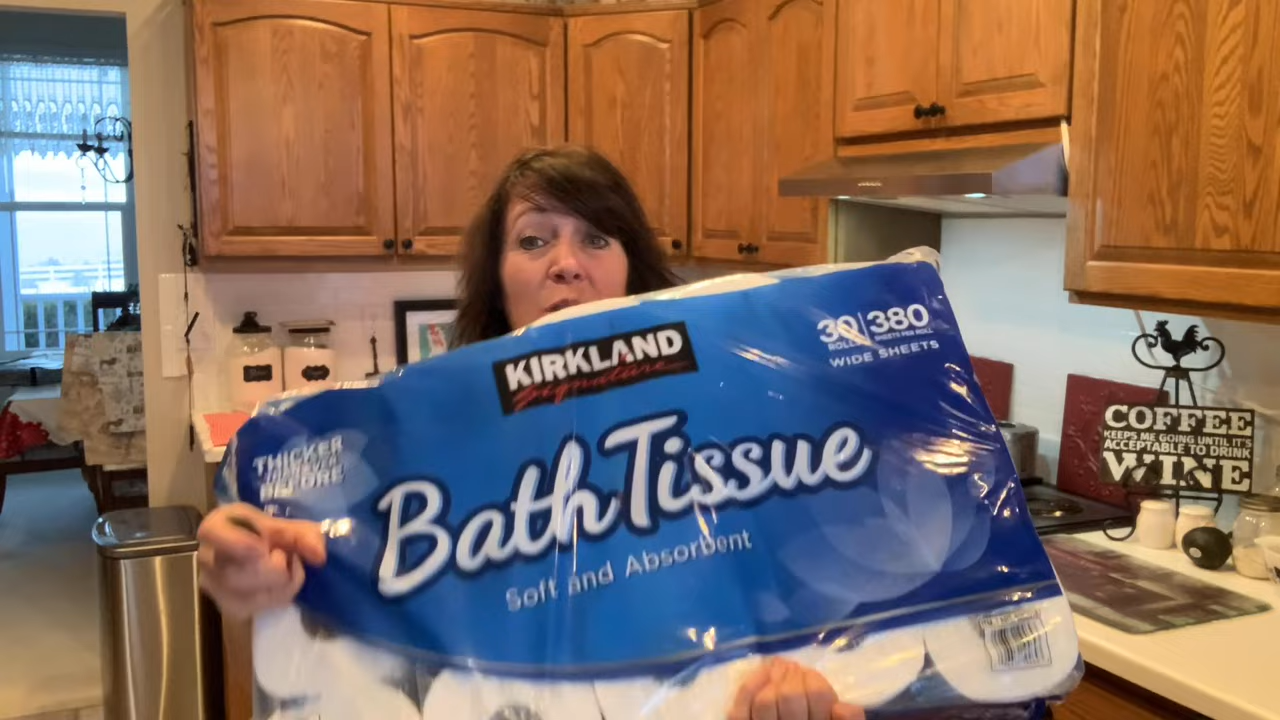 KIRKLAND
Signature
30 ROLLS
380 SHEETS PER ROLL
WIDE SHEETS
THICKER
BEFORE
Bath Tissue
Soft and Absorbent
COFFEE
KEEPS ME GOING UNTIL IT'S
ACCEPTABLE TO DRINK
WINE